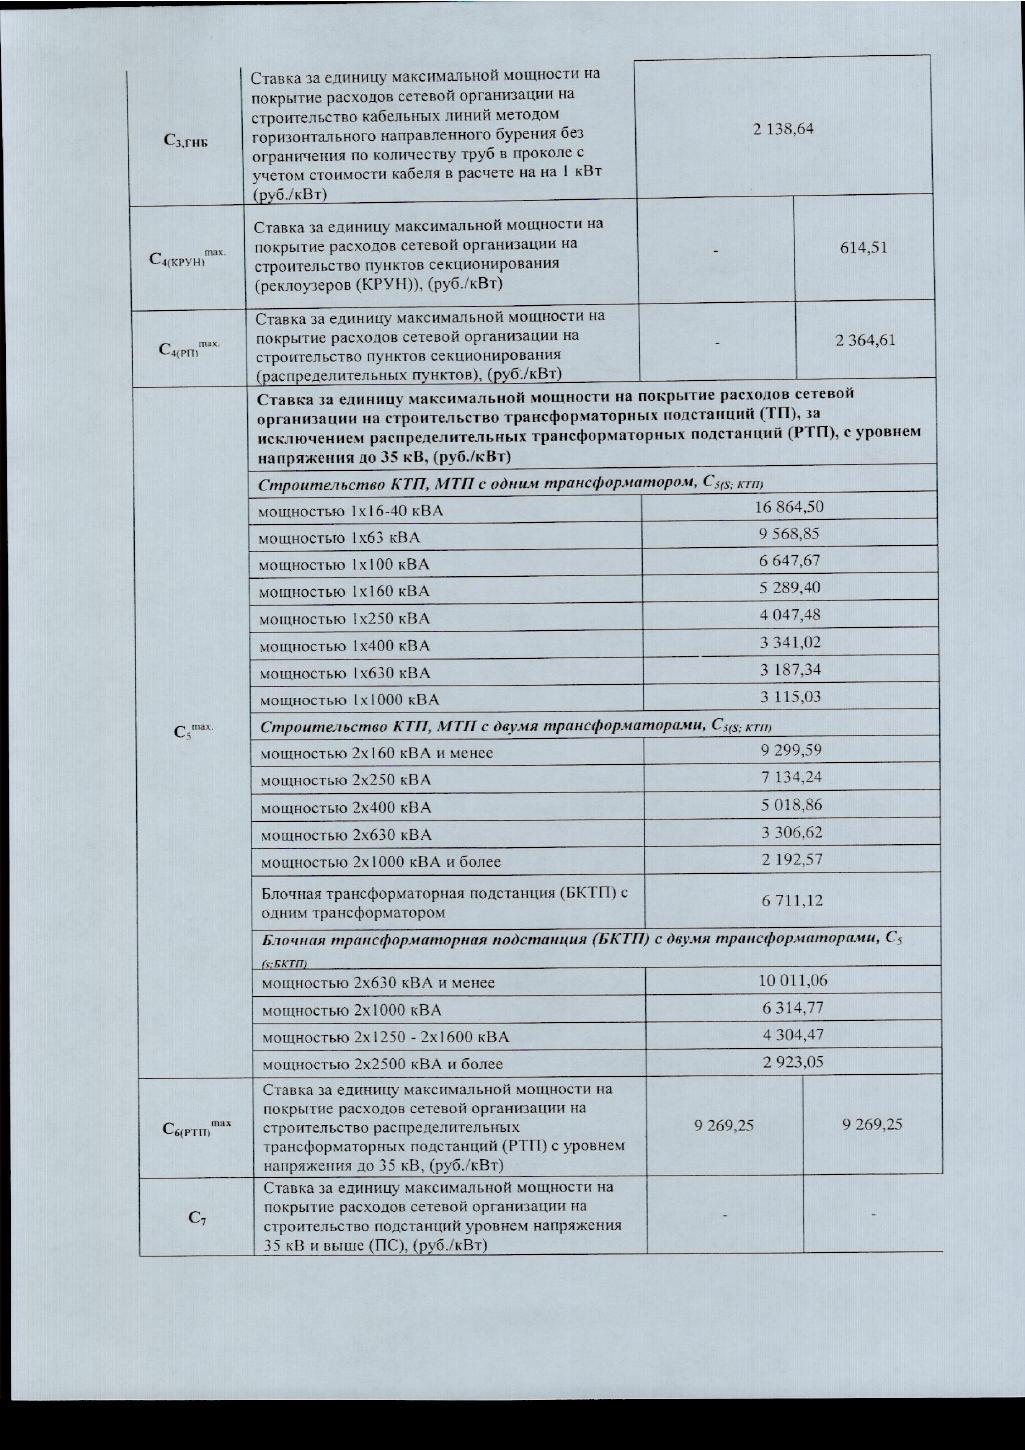 С3,ГНБ
Ставка за единицу максимальной мощности на
покрытие расходов сетевой организации на
строительство кабельных линий методом
горизонтального направленного бурения без
ограничения по количеству труб в проколе с
учетом стоимости кабеля в расчете на на 1 кВт
(руб./кВт)
2 138,64
С4(КРУН)max.
Ставка за единицу максимальной мощности на
покрытие расходов сетевой организации на
строительство пунктов секционирования
(реклоузеров (КРУН)), (руб./кВт)
- 614,51
С4(РП)max.
Ставка за единицу максимальной мощности на
покрытие расходов сетевой организации на
строительство пунктов секционирования
(распределительных пунктов), (руб./кВт)
- 2 364,61
С5max.
Ставка за единицу максимальной мощности на покрытие расходов сетевой
организации на строительство трансформаторных подстанций (ТП), за
исключением распределительных трансформаторных подстанций (РТП), с уровнем
напряжения до 35 кВ, (руб./кВт)
Строительство КТП, МТП с одним трансформатором, С5(S; КТП)
мощностью 1х16-40 кВА 16 864,50
мощностью 1х63 кВА 9 568,85
мощностью 1х100 кВА 6 647,67
мощностью 1х160 кВА 5 289,40
мощностью 1х250 кВА 4 047,48
мощностью 1х400 кВА 3 341,02
мощностью 1х630 кВА 3 187,34
мощностью 1х1000 кВА 3 115,03
Строительство КТП, МТП с двумя трансформаторами, С5(S; КТП)
мощностью 2х160 кВА и менее 9 299,59
мощностью 2х250 кВА 7 134,24
мощностью 2х400 кВА 5 018,86
мощностью 2х630 кВА 3 306,62
мощностью 2х1000 кВА и более 2 192,57
Блочная трансформаторная подстанция (БКТП) с
одним трансформатором
6 711,12
Блочная трансформаторная подстанция (БКТП) с двумя трансформаторами, С5
(s;БКТП)
мощностью 2х630 кВА и менее 10 011,06
мощностью 2х1000 кВА 6 314,77
мощностью 2х1250 - 2х1600 кВА 4 304,47
мощностью 2х2500 кВА и более 2 923,05
С6(РТП)max
Ставка за единицу максимальной мощности на
покрытие расходов сетевой организации на
строительство распределительных
трансформаторных подстанций (РТП) с уровнем
напряжения до 35 кВ, (руб./кВт)
9 269,25 9 269,25
С7
Ставка за единицу максимальной мощности на
покрытие расходов сетевой организации на
строительство подстанций уровнем напряжения
35 кВ и выше (ПС), (руб./кВт)
- -